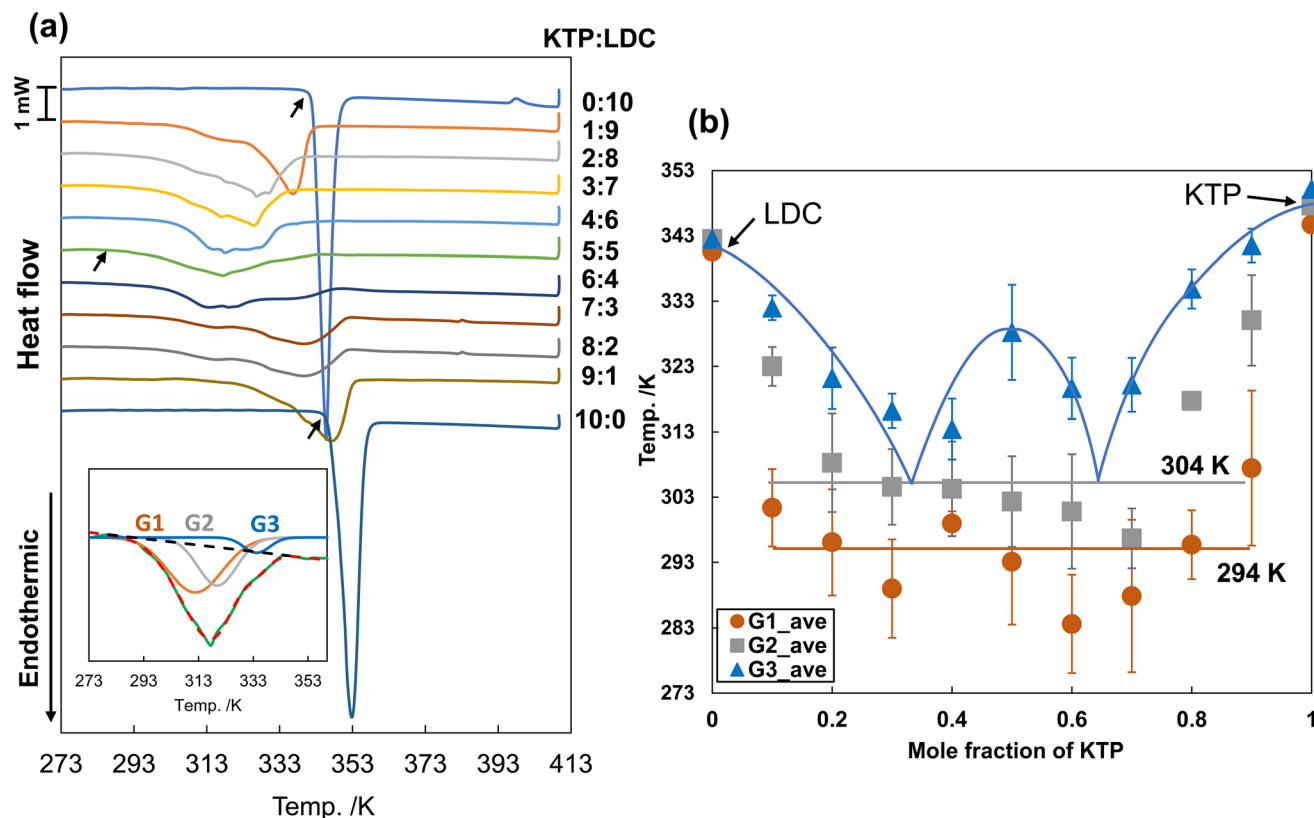 (a)
KTP:LDC
1 mW
0:10
1:9
2:8
3:7
4:6
5:5
6:4
7:3
8:2
9:1
10:0
Heat flow
Endothermic
G1 G2 G3
273 293 313 333 353
Temp. /K
273 293 313 333 353 373 393 413
Temp. /K
(b)
353
343
333
323
313
303
293
283
273
Temp. /K
LDC
KTP
304 K
294 K
G1_ave
G2_ave
G3_ave
0 0.2 0.4 0.6 0.8 1
Mole fraction of KTP